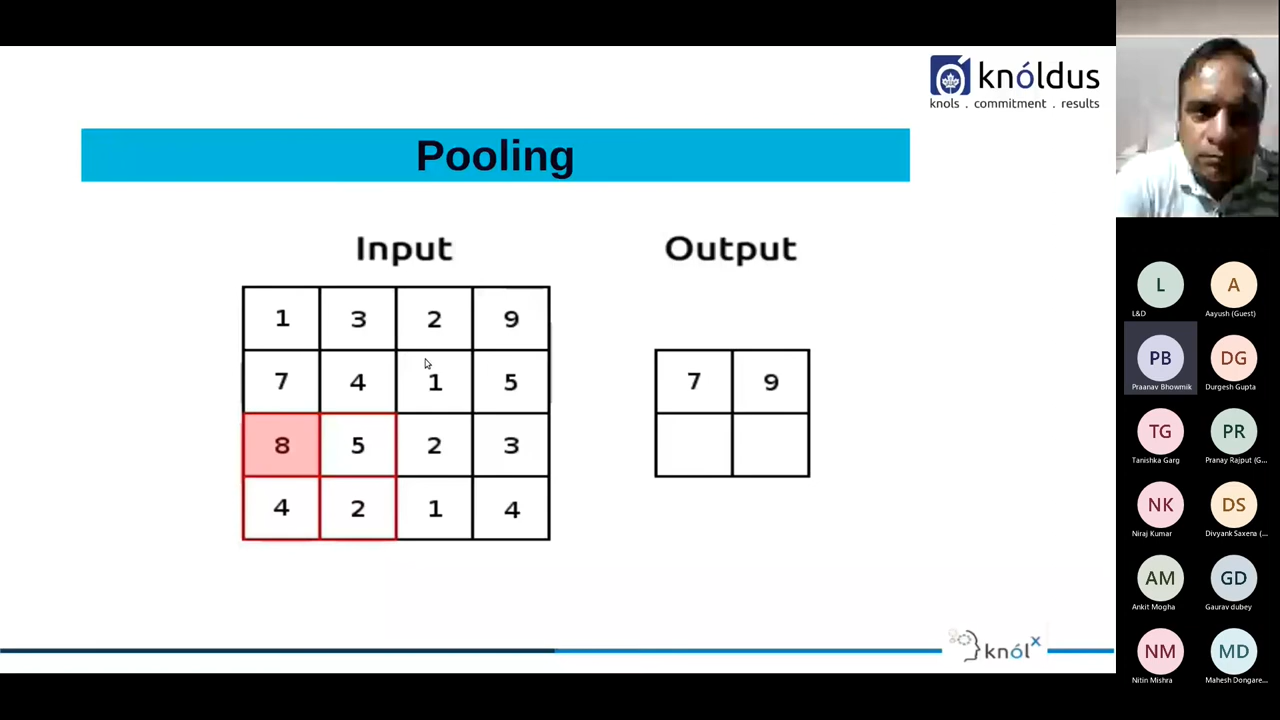 knóldus
knols . commitment . results
Pooling
Input
Output
1 3 2 9
7 4 1 5
8 5 2 3
4 2 1 4
7 9
knól x
L
L&D
A
Aayush (Guest)
PB
Praanav Bhowmik
DG
Durgesh Gupta
TG
Tanishka Garg
PR
Pranay Rajput (G...
NK
Niraj Kumar
DS
Divyank Saxena (...
AM
Ankit Mogha
GD
Gaurav dubey
NM
Nitin Mishra
MD
Mahesh Dongare...